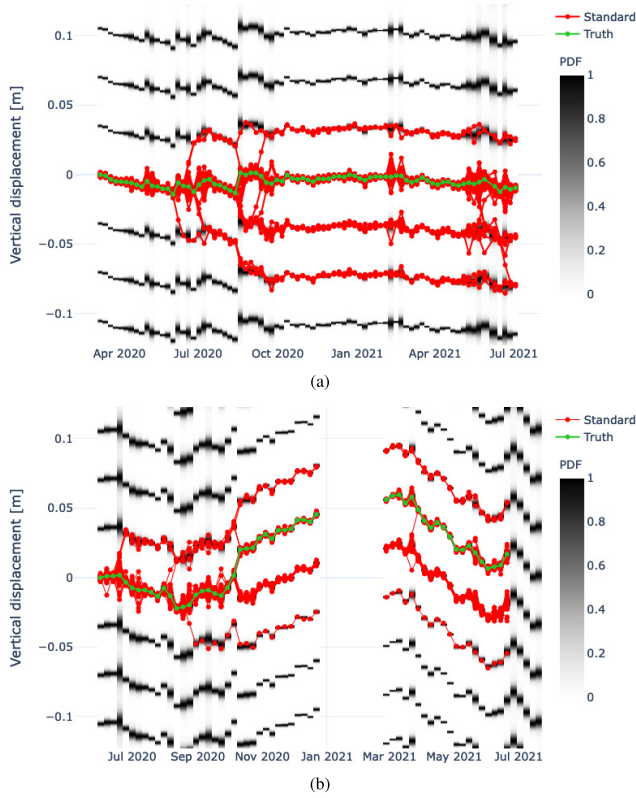 Standard
Truth
PDF
1
0.8
0.6
0.4
0.2
0
Vertical displacement [m]
0.1
0.05
0
−0.05
−0.1
Apr 2020 Jul 2020 Oct 2020 Jan 2021 Apr 2021 Jul 2021
(a)
Standard
Truth
PDF
1
0.8
0.6
0.4
0.2
0
Vertical displacement [m]
0.1
0.05
0
−0.05
−0.1
Jul 2020 Sep 2020 Nov 2020 Jan 2021 Mar 2021 May 2021 Jul 2021
(b)